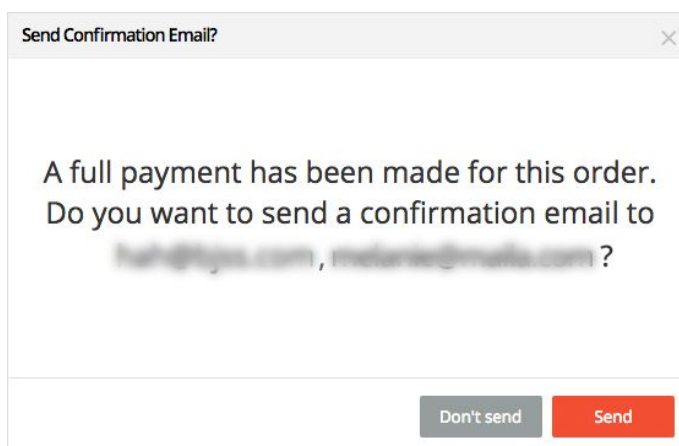 Send Confirmation Email?
A full payment has been made for this order.
Do you want to send a confirmation email to
, ?
Don't send
Send